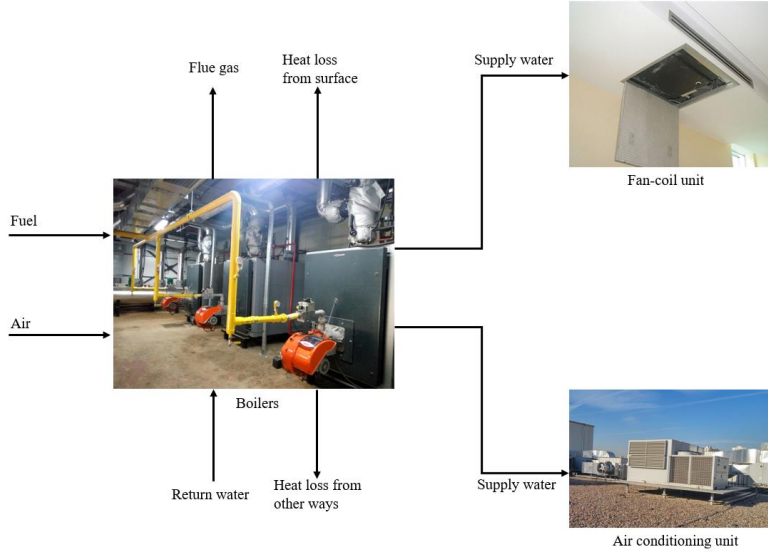 Flue gas
Heat loss
from surface
Supply water
Fan-coil unit
Fuel
Air
Boilers
Return water
Heat loss from
other ways
Supply water
Air conditioning unit